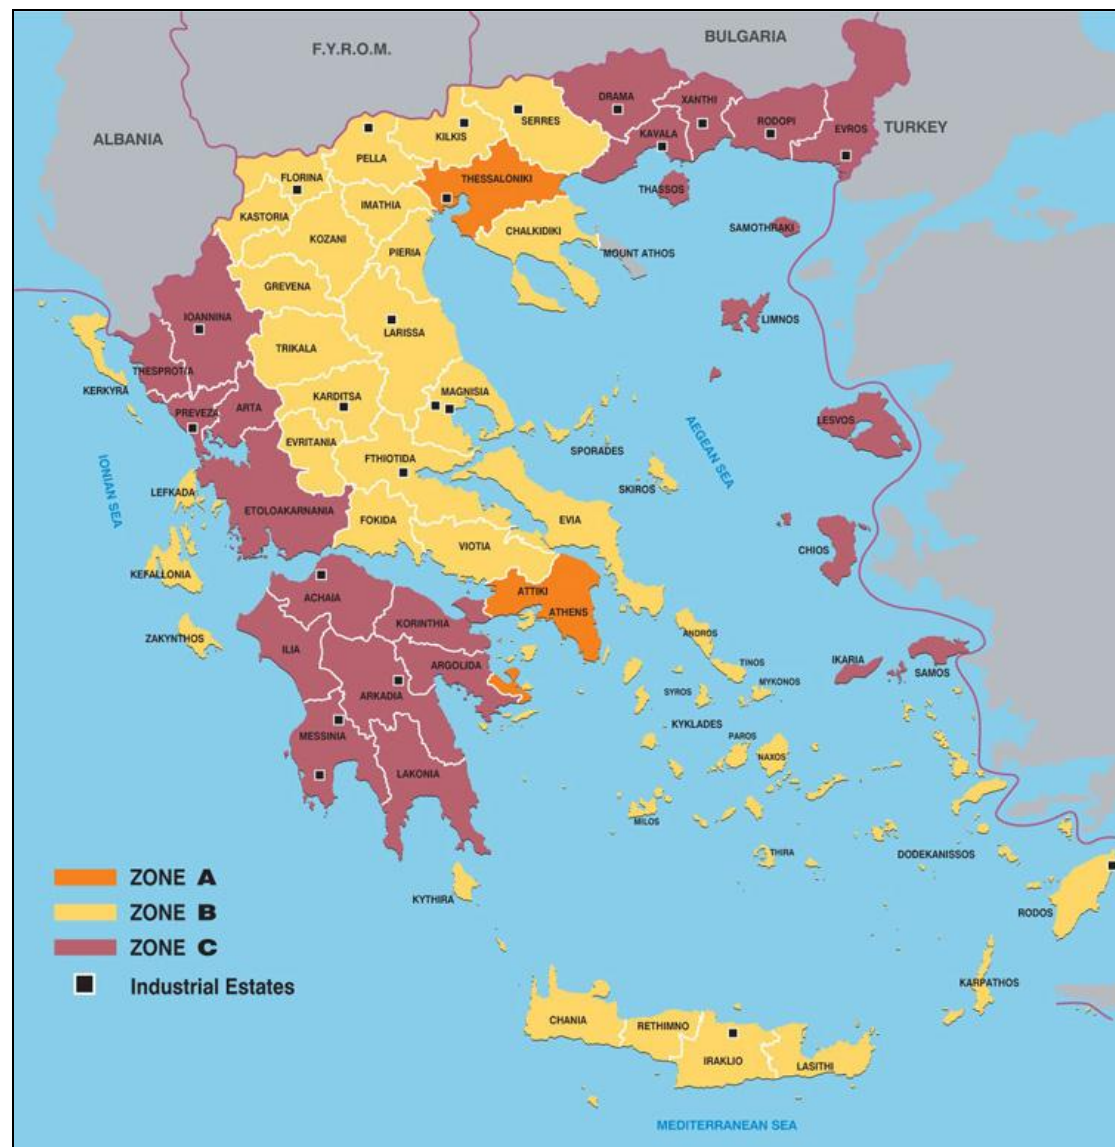 BULGARIA
F.Y.R.O.M.
ALBANIA
TURKEY
DRAMA
XANTHI
RODOPI
EVROS
KAVALA
SERRES
KILKIS
PELLA
THESSALONIKI
FLORINA
IMATHIA
KASTORIA
KOZANI
PIERIA
CHALKIDIKI
MOUNT ATHOS
THASSOS
SAMOTHRAKI
GREVENA
IOANNINA
LARISSA
LIMNOS
TRIKALA
THESPROTIA
KERKYRA
MAGNISIA
KARDITSA
ARTA
PREVEZA
EVRITANIA
SPORADES
AEGEAN SEA
LESVOS
FTHIOTIDA
IONIAN SEA
LEFKADA
SKIROS
ETOLOAKARNANIA
FOKIDA
EVIA
VIOTIA
CHIOS
KEFALLONIA
ACHAIA
ATTIKI
ATHENS
KORINTHIA
ZAKYNTHOS
ILIA
ANDROS
ARGOLIDA
TINOS
IKARIA
SAMOS
ARKADIA
SYROS
MYKONOS
KYKLADES
MESSINIA
PAROS
NAXOS
LAKONIA
MILOS
THIRA
DODEKANISSOS
KYTHIRA
RODOS
KARPATHOS
ZONE A
ZONE B
ZONE C
Industrial Estates
CHANIA
RETHIMNO
IRAKLIO
LASITHI
MEDITERRANEAN SEA